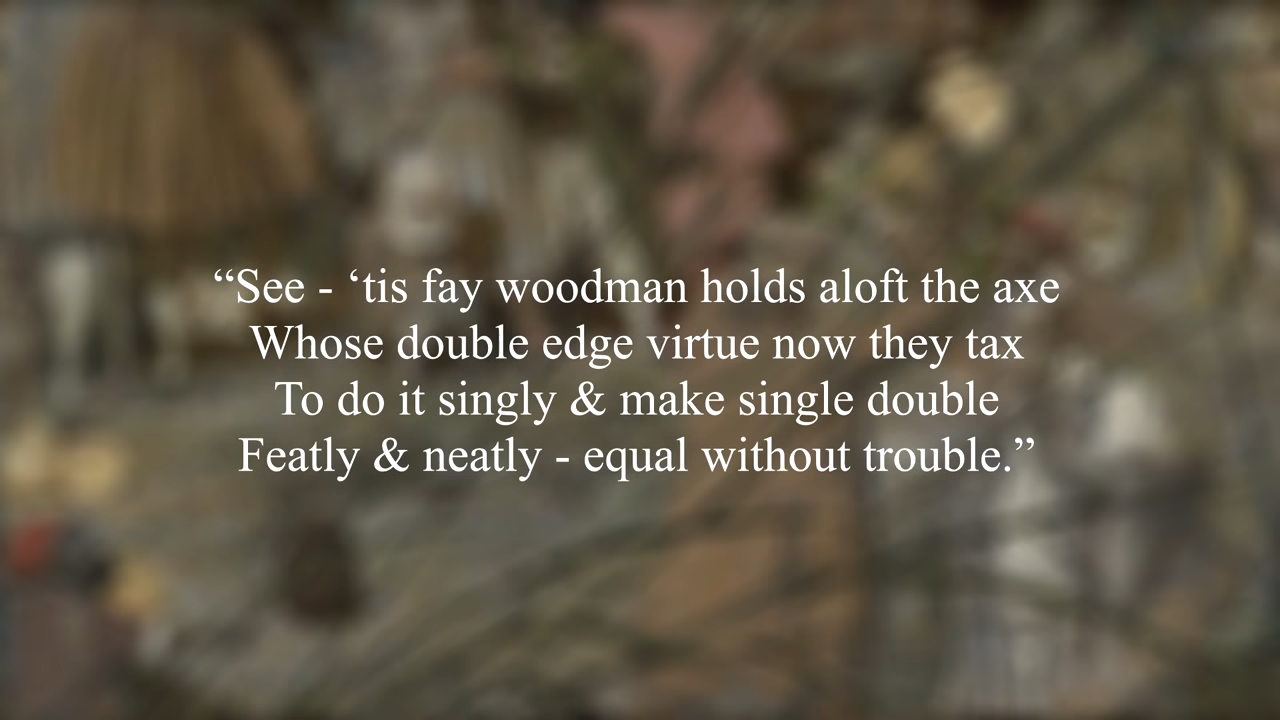 “See - ‘tis fay woodman holds aloft the axe
Whose double edge virtue now they tax
To do it singly & make single double
Featly & neatly - equal without trouble.”